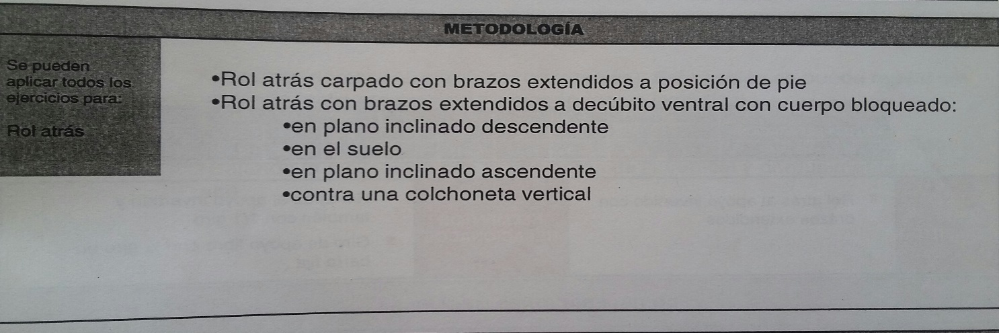 METODOLOGÍA
Se pueden
aplicar todos los
ejercicios para:
Rol atrás
•Rol atrás carpado con brazos extendidos a posición de pie
•Rol atrás con brazos extendidos a decúbito ventral con cuerpo bloqueado:
•en plano inclinado descendente
•en el suelo
•en plano inclinado ascendente
•contra una colchoneta vertical